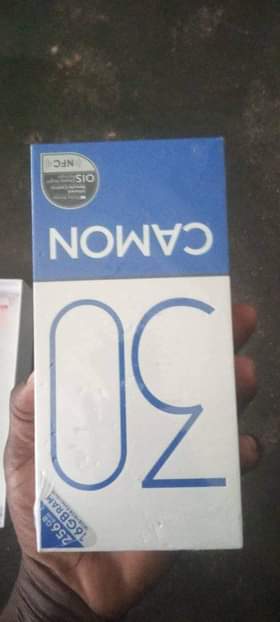 256GB
16GB RAM
30
CAMON
OIS
NFC